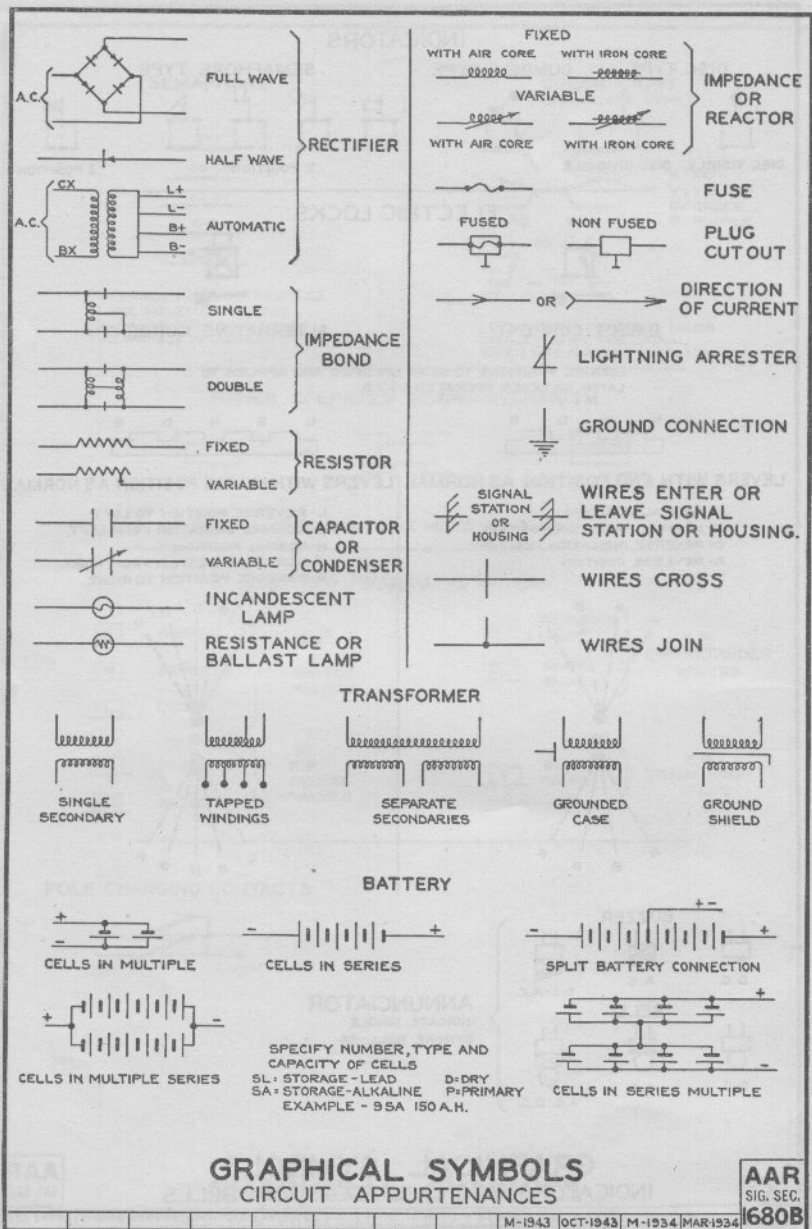 A.C.
FULL WAVE
HALF WAVE
A.C.
CX
BX
L+
L-
B+
B-
AUTOMATIC
RECTIFIER
SINGLE
DOUBLE
IMPEDANCE
BOND
FIXED
VARIABLE
RESISTOR
FIXED
VARIABLE
CAPACITOR
OR
CONDENSER
INCANDESCENT
LAMP
RESISTANCE OR
BALLAST LAMP
FIXED
WITH AIR CORE WITH IRON CORE
VARIABLE
WITH AIR CORE WITH IRON CORE
IMPEDANCE
OR
REACTOR
FUSE
FUSED NON FUSED
PLUG
CUT OUT
OR
DIRECTION
OF CURRENT
LIGHTNING ARRESTER
GROUND CONNECTION
SIGNAL
STATION
OR
HOUSING
WIRES ENTER OR
LEAVE SIGNAL
STATION OR HOUSING.
WIRES CROSS
WIRES JOIN
TRANSFORMER
SINGLE
SECONDARY
TAPPED
WINDINGS
SEPARATE
SECONDARIES
GROUNDED
CASE
GROUND
SHIELD
BATTERY
+
-
CELLS IN MULTIPLE
- +
CELLS IN SERIES
+ -
- +
SPLIT BATTERY CONNECTION
+ -
CELLS IN MULTIPLE SERIES
SPECIFY NUMBER, TYPE AND
CAPACITY OF CELLS
SL: STORAGE-LEAD D=DRY
SA: STORAGE-ALKALINE P=PRIMARY
EXAMPLE - 9SA 150 A.H.
+
-
CELLS IN SERIES MULTIPLE
GRAPHICAL SYMBOLS
CIRCUIT APPURTENANCES
M-1943 OCT-1943 M-1934 MAR-1934
AAR
SIG. SEC.
1680B